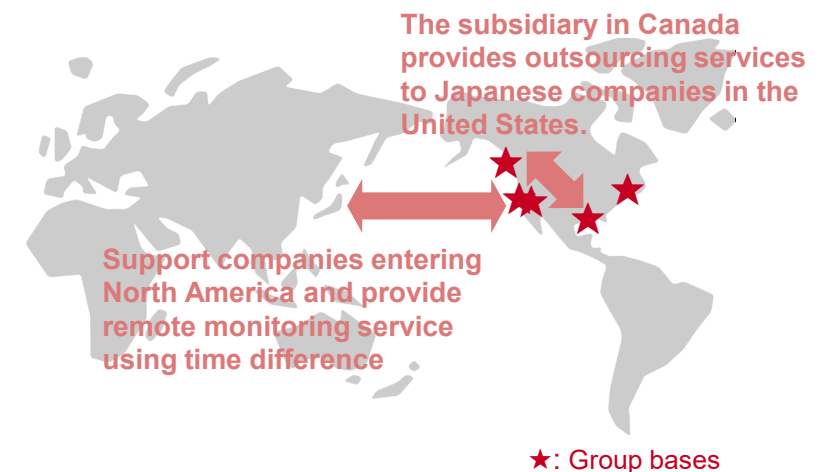 The subsidiary in Canada
provides outsourcing services
to Japanese companies in the
United States.
Support companies entering
North America and provide
remote monitoring service
using time difference
★: Group bases